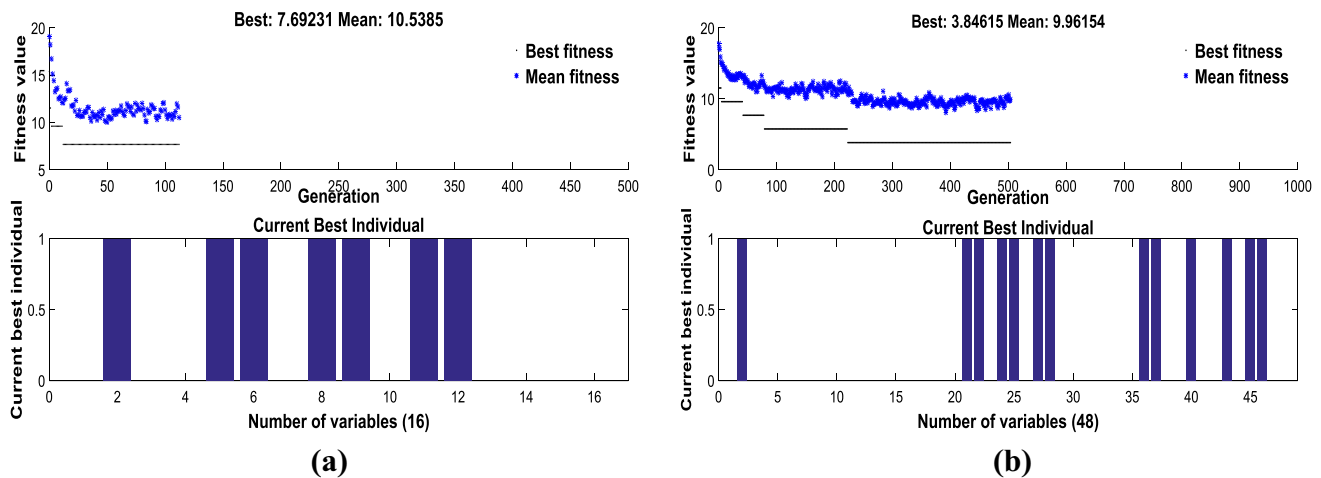 Best: 7.69231 Mean: 10.5385
Fitness value
20
15
10
5
Best fitness
Mean fitness
0 50 100 150 200 250 300 350 400 450 500
Generation
Current Best Individual
Current best individual
1
0.5
0
0 2 4 6 8 10 12 14 16
Number of variables (16)
(a)
Best: 3.84615 Mean: 9.96154
Fitness value
20
10
0
Best fitness
Mean fitness
0 100 200 300 400 500 600 700 800 900 1000
Generation
Current Best Individual
Current best individual
1
0.5
0
0 5 10 15 20 25 30 35 40 45
Number of variables (48)
(b)